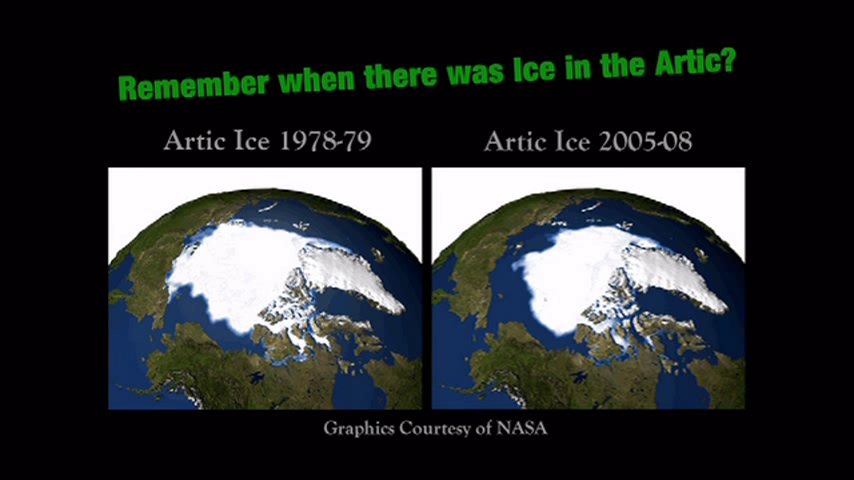 Remember when there was Ice in the Artic?
Artic Ice 1978-79
Artic Ice 2005-08
Graphics Courtesy of NASA